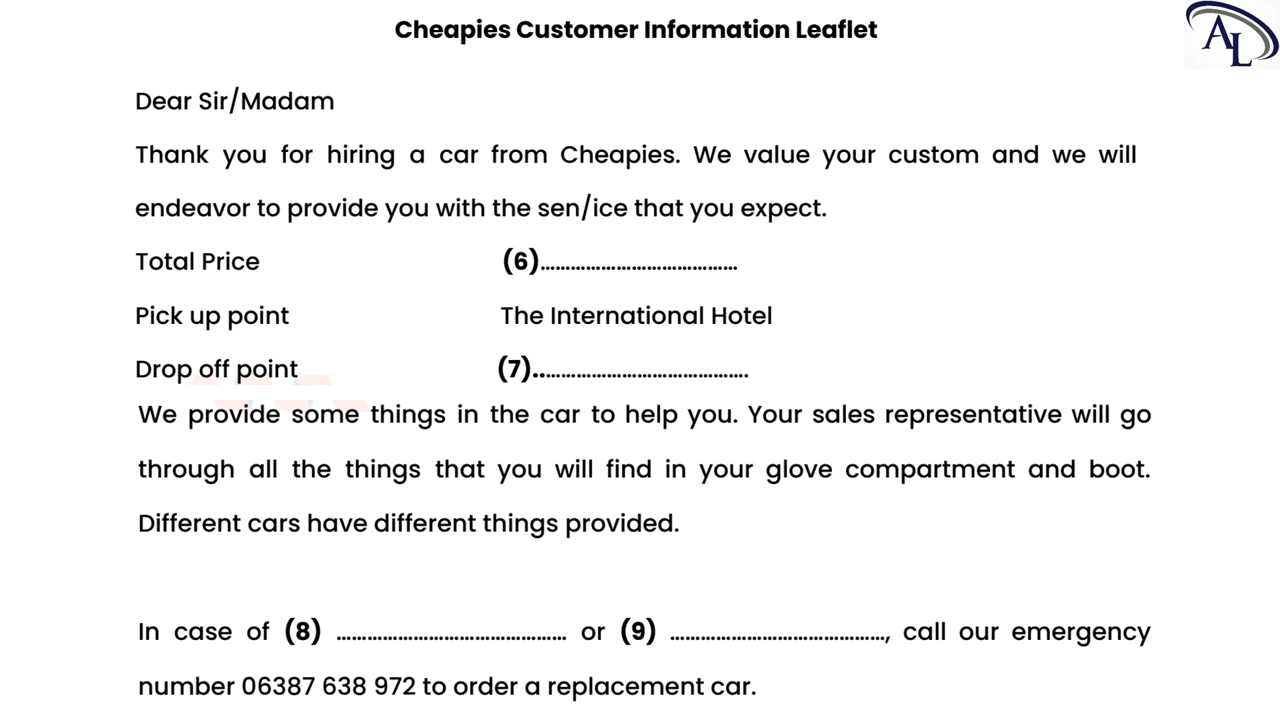 Cheapies Customer Information Leaflet
AL
Dear Sir/Madam
Thank you for hiring a car from Cheapies. We value your custom and we will
endeavor to provide you with the sen/ice that you expect.
Total Price (6).......................................
Pick up point The International Hotel
Drop off point (7)..........................................
We provide some things in the car to help you. Your sales representative will go
through all the things that you will find in your glove compartment and boot.
Different cars have different things provided.
In case of (8) ............................................. or (9) .........................................., call our emergency
number 06387 638 972 to order a replacement car.